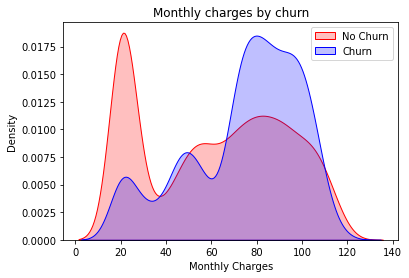 Monthly charges by churn
No Churn
Churn
0.0175
0.0150
0.0125
0.0100
0.0075
0.0050
0.0025
0.0000
Density
0 20 40 60 80 100 120 140
Monthly Charges